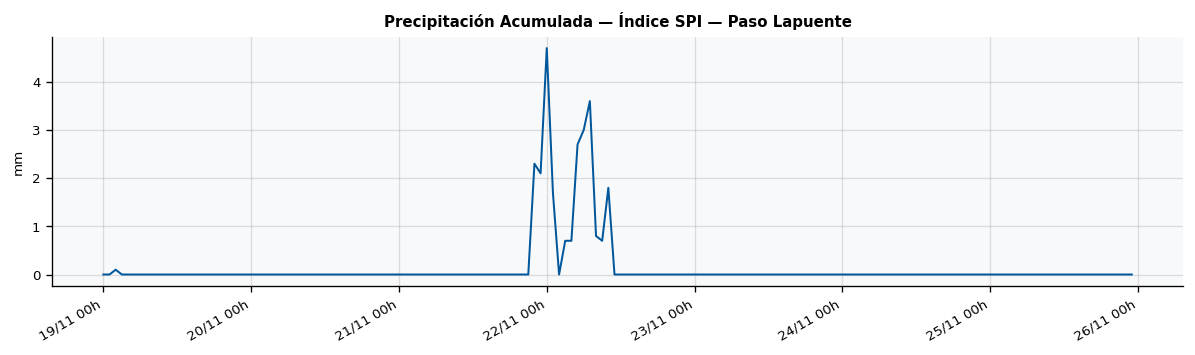 Precipitación Acumulada — Índice SPI — Paso Lapuente
mm
4
3
2
1
0
19/11 00h
20/11 00h
21/11 00h
22/11 00h
23/11 00h
24/11 00h
25/11 00h
26/11 00h